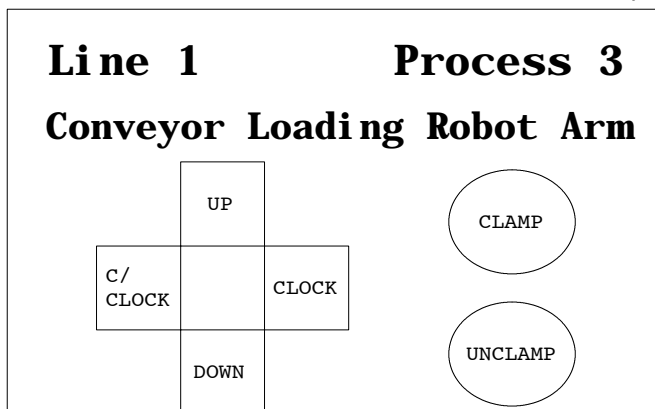 Line 1 Process 3
Conveyor Loading Robot Arm
UP
CLAMP
C/
CLOCK
CLOCK
DOWN
UNCLAMP